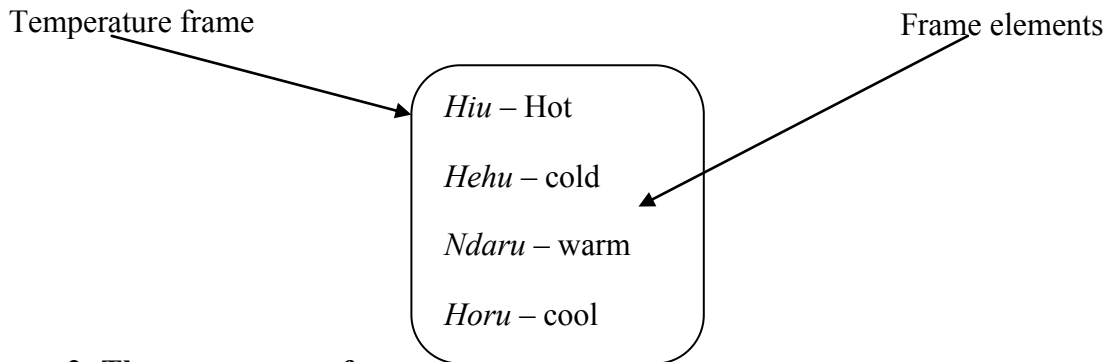 Temperature frame
Frame elements
Hiu – Hot
Hehu – cold
Ndaru – warm
Horu – cool